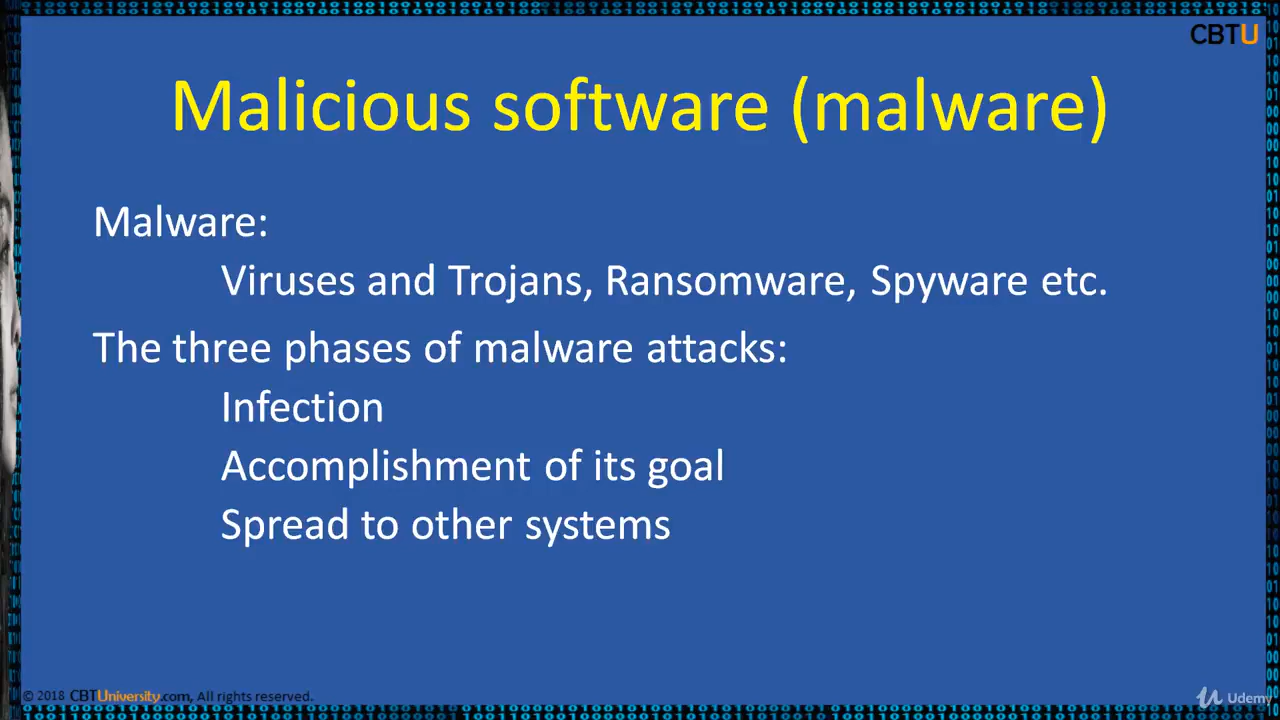 CBTU
Malicious software (malware)
Malware:
Viruses and Trojans, Ransomware, Spyware etc.
The three phases of malware attacks:
Infection
Accomplishment of its goal
Spread to other systems
© 2018 CBTUniversity.com, All rights reserved.
Udemy